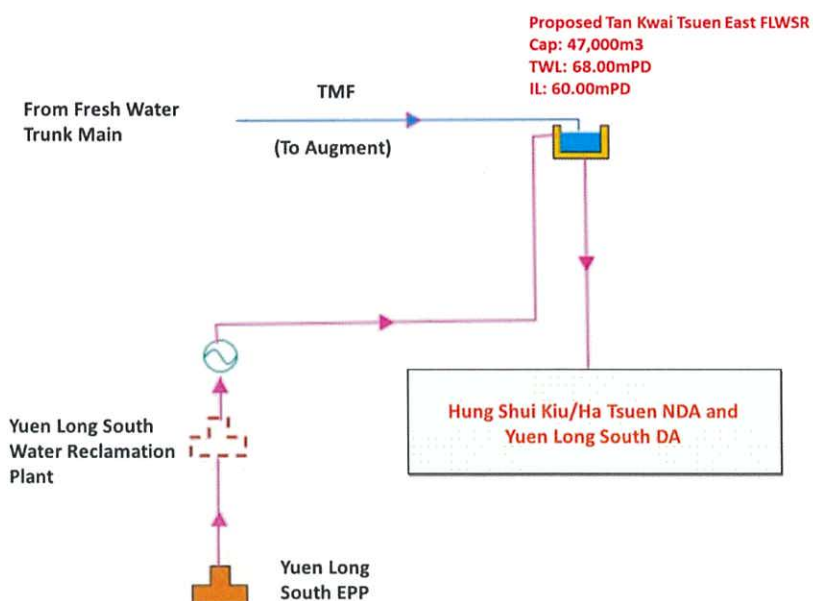 Proposed Tan Kwai Tsuen East FLWSR
Cap: 47,000m3
TWL: 68.00mPD
IL: 60.00mPD
From Fresh Water
Trunk Main
TMF
(To Augment)
Hung Shui Kiu/Ha Tsuen NDA and
Yuen Long South DA
Yuen Long South
Water Reclamation
Plant
Yuen Long
South EPP